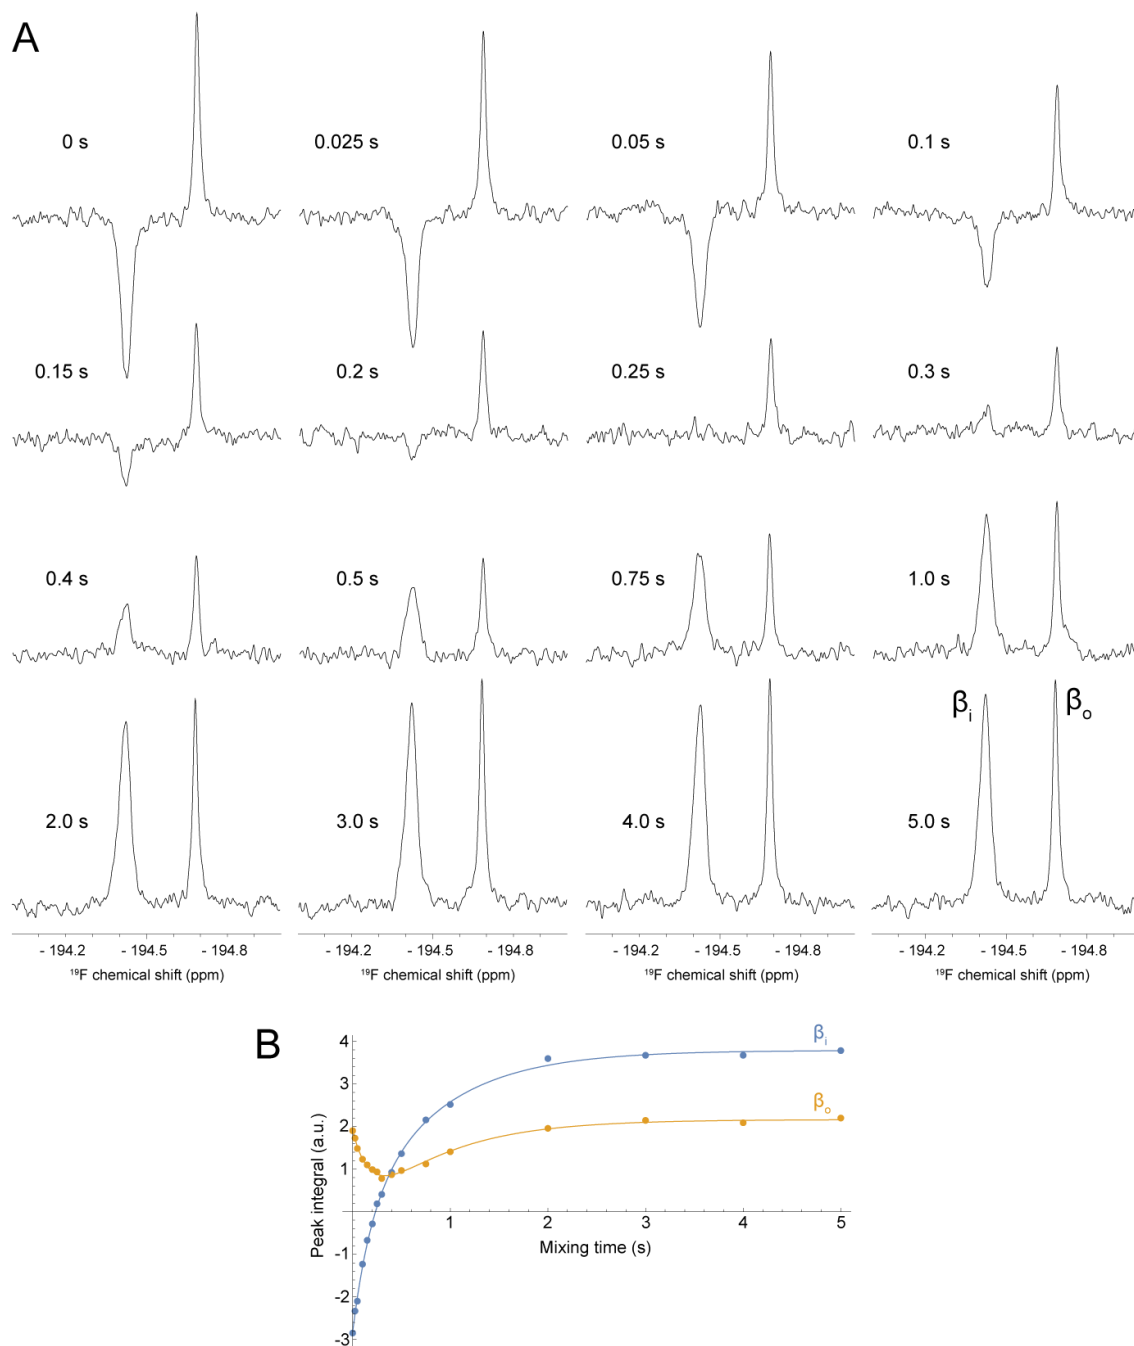 A
0 s
0.025 s
0.05 s
0.1 s
0.15 s
0.2 s
0.25 s
0.3 s
0.4 s
0.5 s
0.75 s
1.0 s
βi
βo
2.0 s
3.0 s
4.0 s
5.0 s
- 194.2 - 194.5 - 194.8
- 194.2 - 194.5 - 194.8
- 194.2 - 194.5 - 194.8
- 194.2 - 194.5 - 194.8
¹⁹F chemical shift (ppm)
¹⁹F chemical shift (ppm)
¹⁹F chemical shift (ppm)
¹⁹F chemical shift (ppm)
B
βi
βo
Peak integral (a.u.)
4
3
2
1
-1
-2
-3
1 2 3 4 5
Mixing time (s)